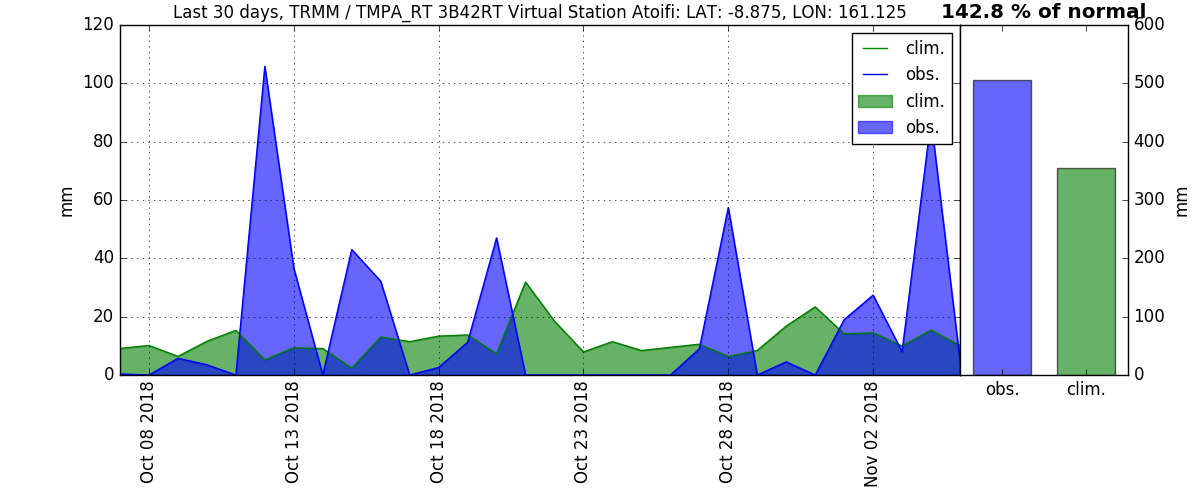 Last 30 days, TRMM / TMPA_RT 3B42RT Virtual Station Atoifi: LAT: -8.875, LON: 161.125
142.8 % of normal
120
100
80
60
40
20
0
mm
clim.
obs.
clim.
obs.
600
500
400
300
200
100
0
mm
Oct 08 2018
Oct 13 2018
Oct 18 2018
Oct 23 2018
Oct 28 2018
Nov 02 2018
obs.
clim.